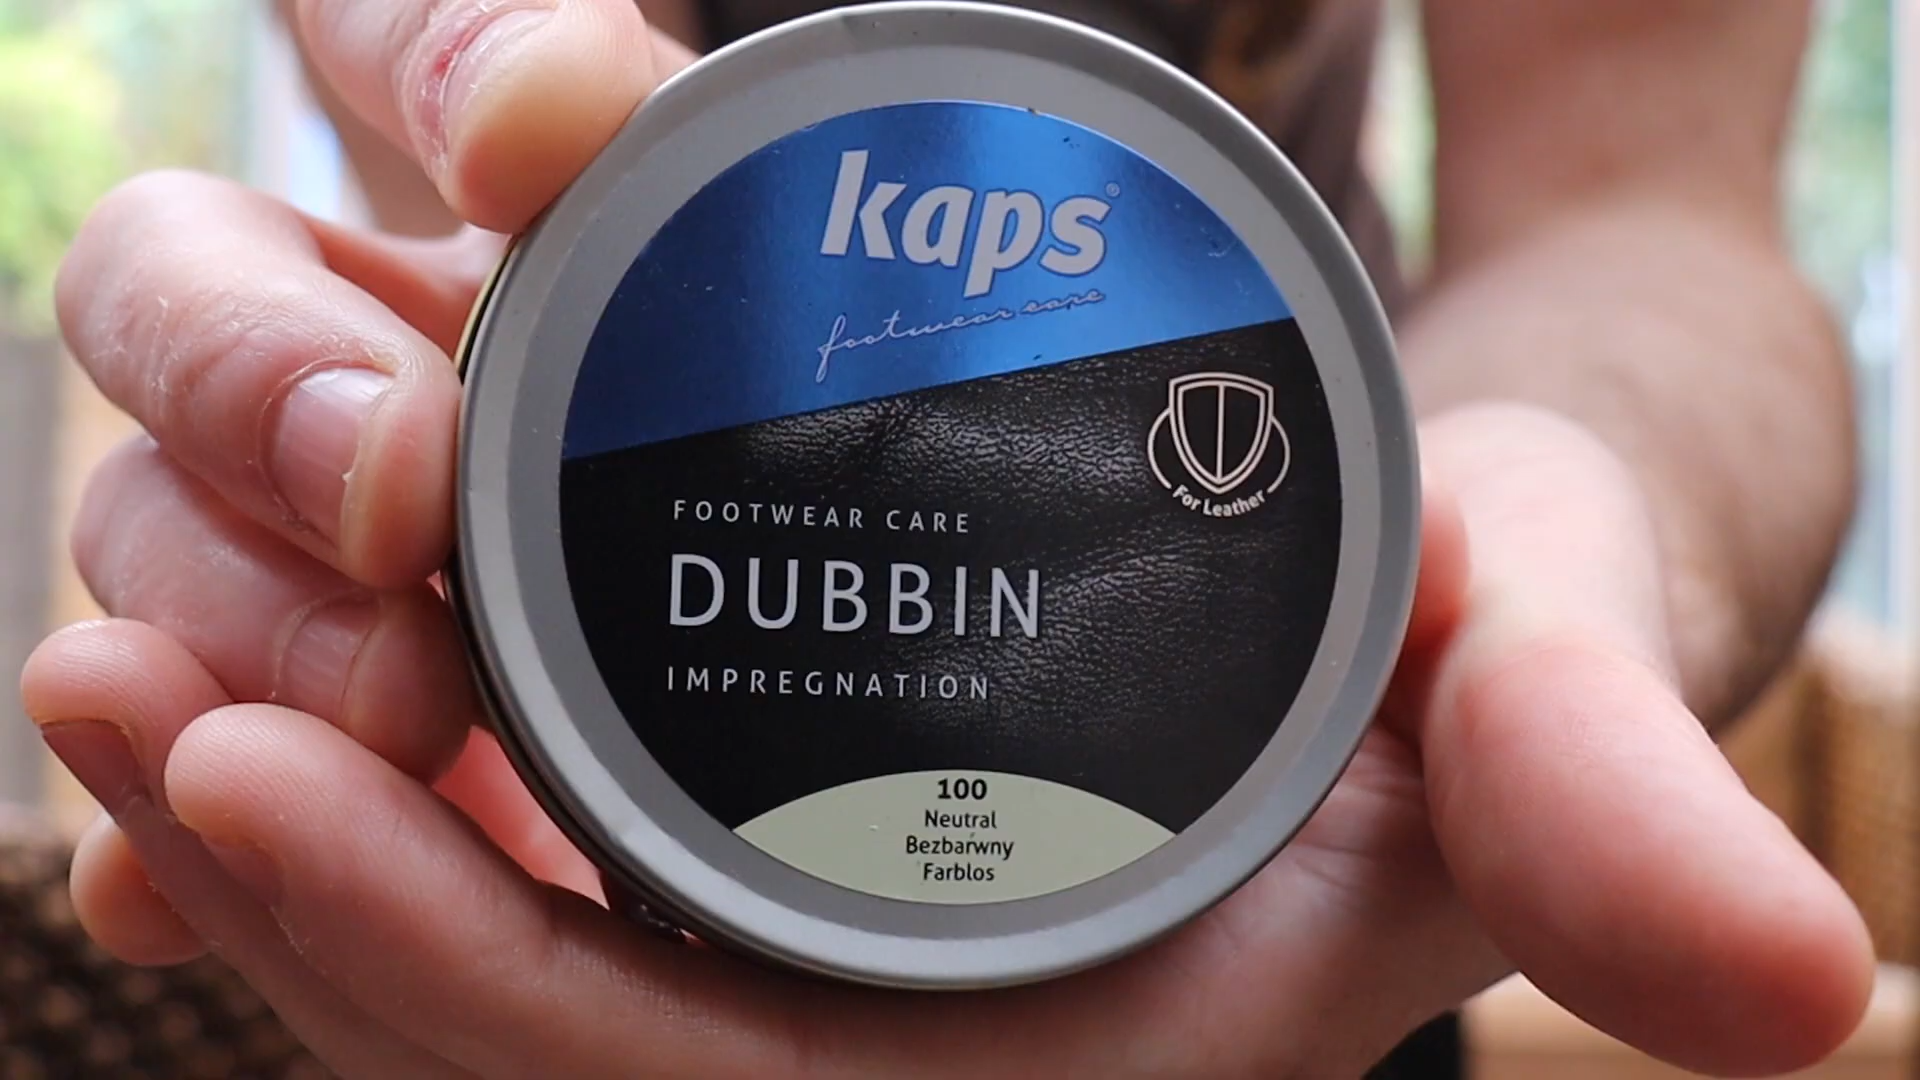 kaps®
footwear care
For Leather
FOOTWEAR CARE
DUBBIN
IMPREGNATION
100
Neutral
Bezbarwny
Farblos